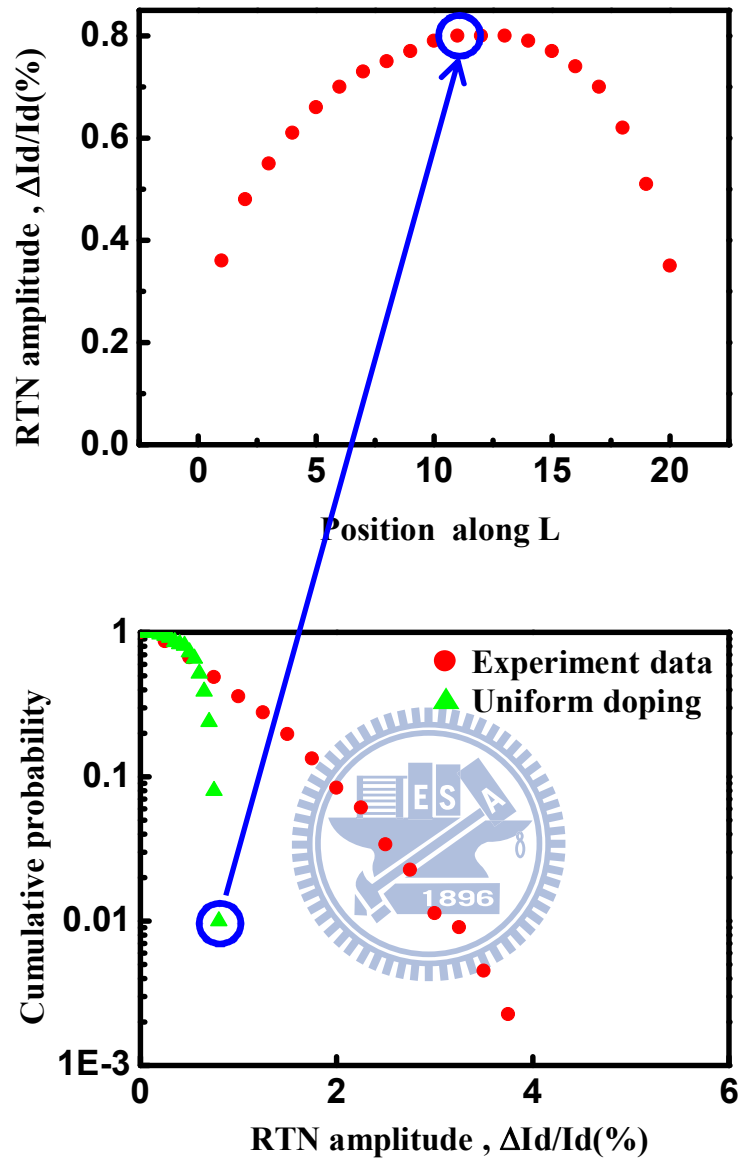 RTN amplitude , ΔId/Id(%)
0.8
0.6
0.4
0.2
0.0
0
5
10
15
20
Position along L
Cumulative probability
1
0.1
0.01
1E-3
Experiment data
Uniform doping
E S A
1896
0
2
4
6
RTN amplitude , ΔId/Id(%)